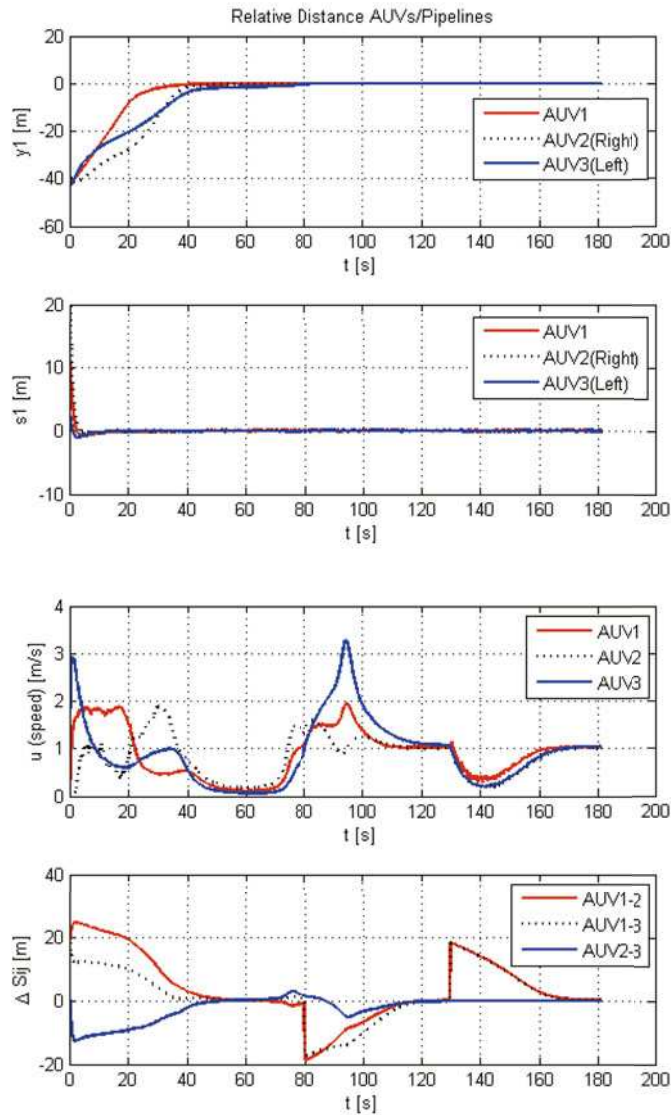 Relative Distance AUVs/Pipelines
y1 [m]
20
0
-20
-40
-60
AUV1
AUV2(Right)
AUV3(Left)
0 20 40 60 80 100 120 140 160 180 200
t [s]
s1 [m]
20
10
0
-10
AUV1
AUV2(Right)
AUV3(Left)
0 20 40 60 80 100 120 140 160 180 200
t [s]
u (speed) [m/s]
4
3
2
1
0
AUV1
AUV2
AUV3
0 20 40 60 80 100 120 140 160 180 200
t [s]
Δ Sij [m]
40
20
0
-20
AUV1-2
AUV1-3
AUV2-3
0 20 40 60 80 100 120 140 160 180 200
t [s]